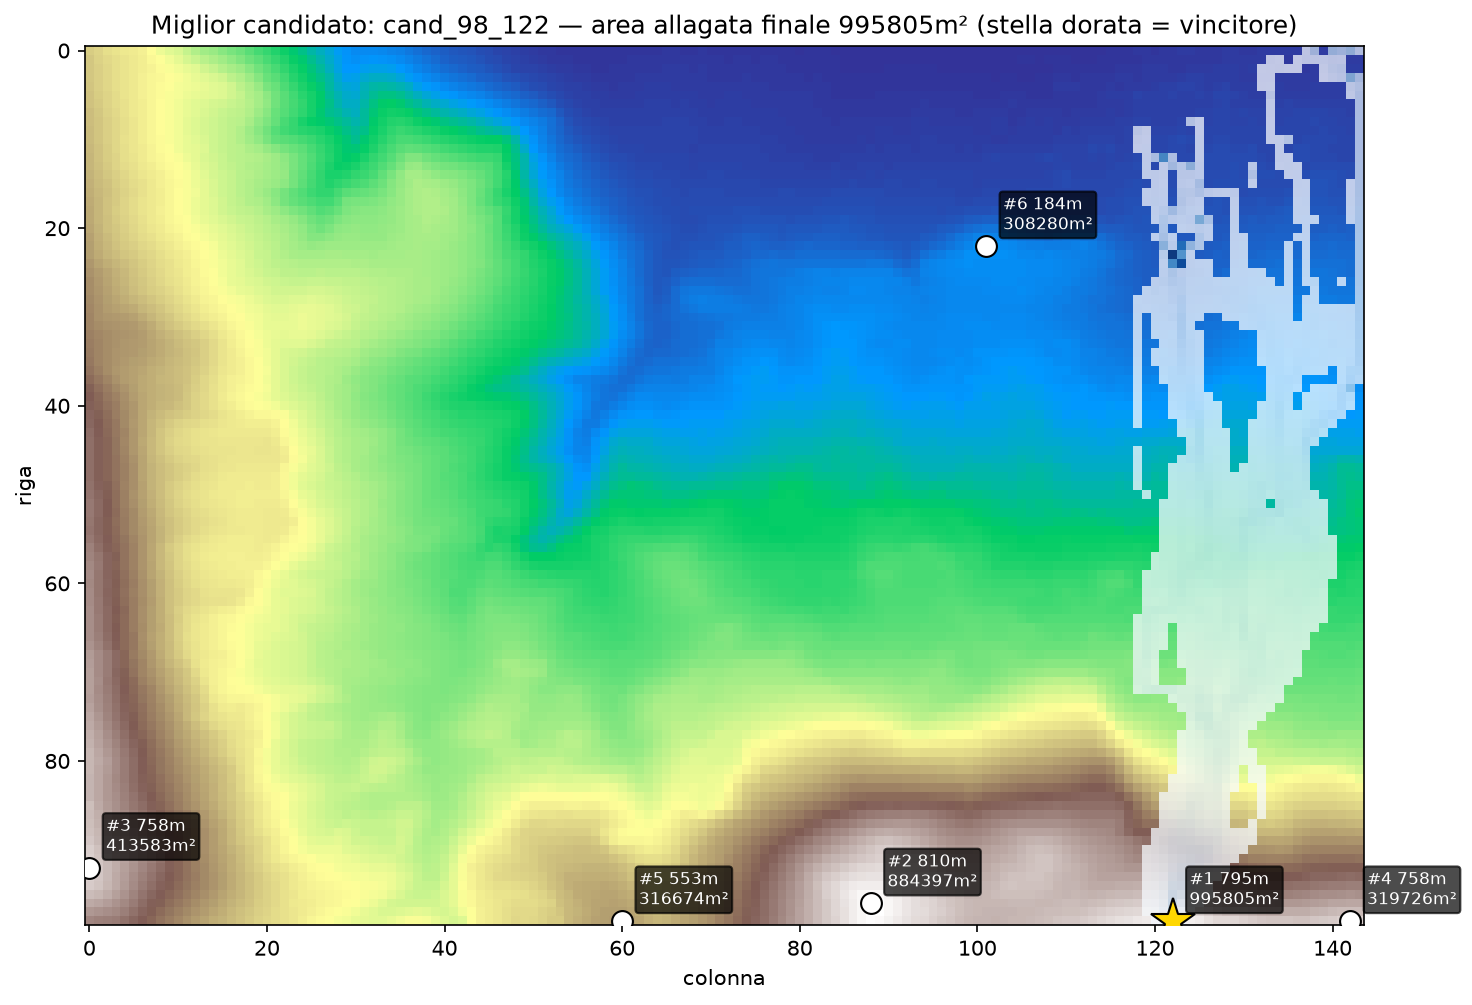 Miglior candidato: cand_98_122 — area allagata finale 995805m² (stella dorata = vincitore)
0
20
40
60
80
riga
#6 184m
308280m²
#3 758m
413583m²
#5 553m
316674m²
#2 810m
884397m²
#1 795m
995805m²
#4 758m
319726m²
0
20
40
60
80
100
120
140
colonna